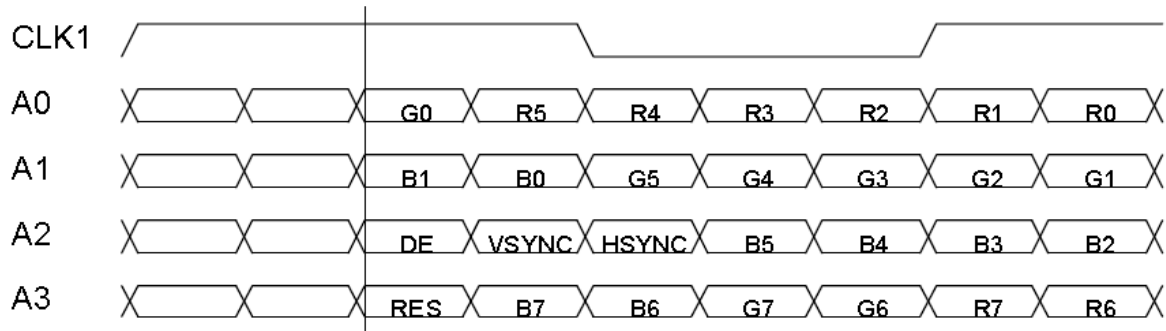 CLK1
A0 G0 R5 R4 R3 R2 R1 R0
A1 B1 B0 G5 G4 G3 G2 G1
A2 DE VSYNC HSYNC B5 B4 B3 B2
A3 RES B7 B6 G7 G6 R7 R6